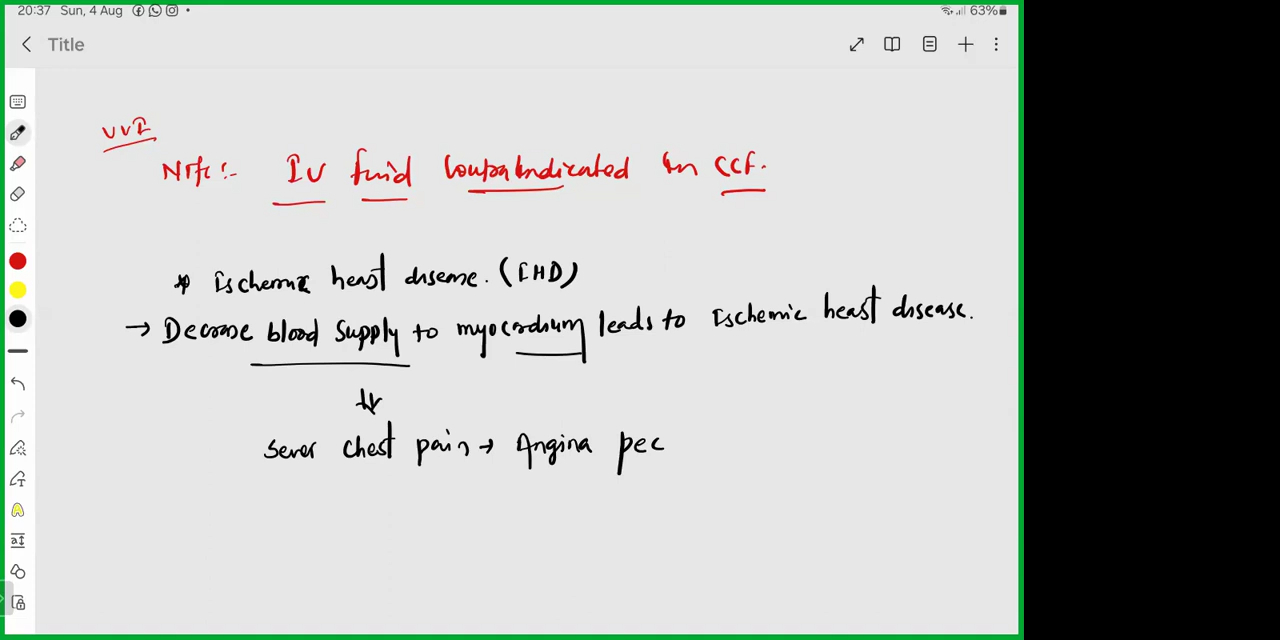 20:37 Sun, 4 Aug 63%
Title
VVI
Note:- IV fluid Contraindicated in CCF.
* Ischemic heart disease. (IHD)
→ Decrease blood supply to myocardium leads to Ischemic heart disease.
Sever chest pain → Angina pec